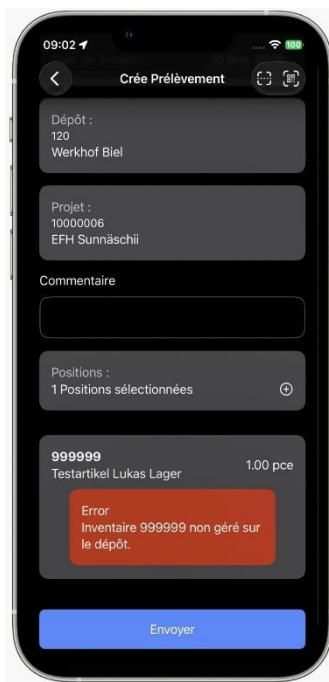 09:02
100
Crée Prélèvement
Dépôt :
120
Werkhof Biel
Projet :
10000006
EFH Sunnäschii
Commentaire
Positions :
1 Positions sélectionnées
999999
Testartikel Lukas Lager
1.00 pce
Error
Inventaire 999999 non géré sur
le dépôt.
Envoyer